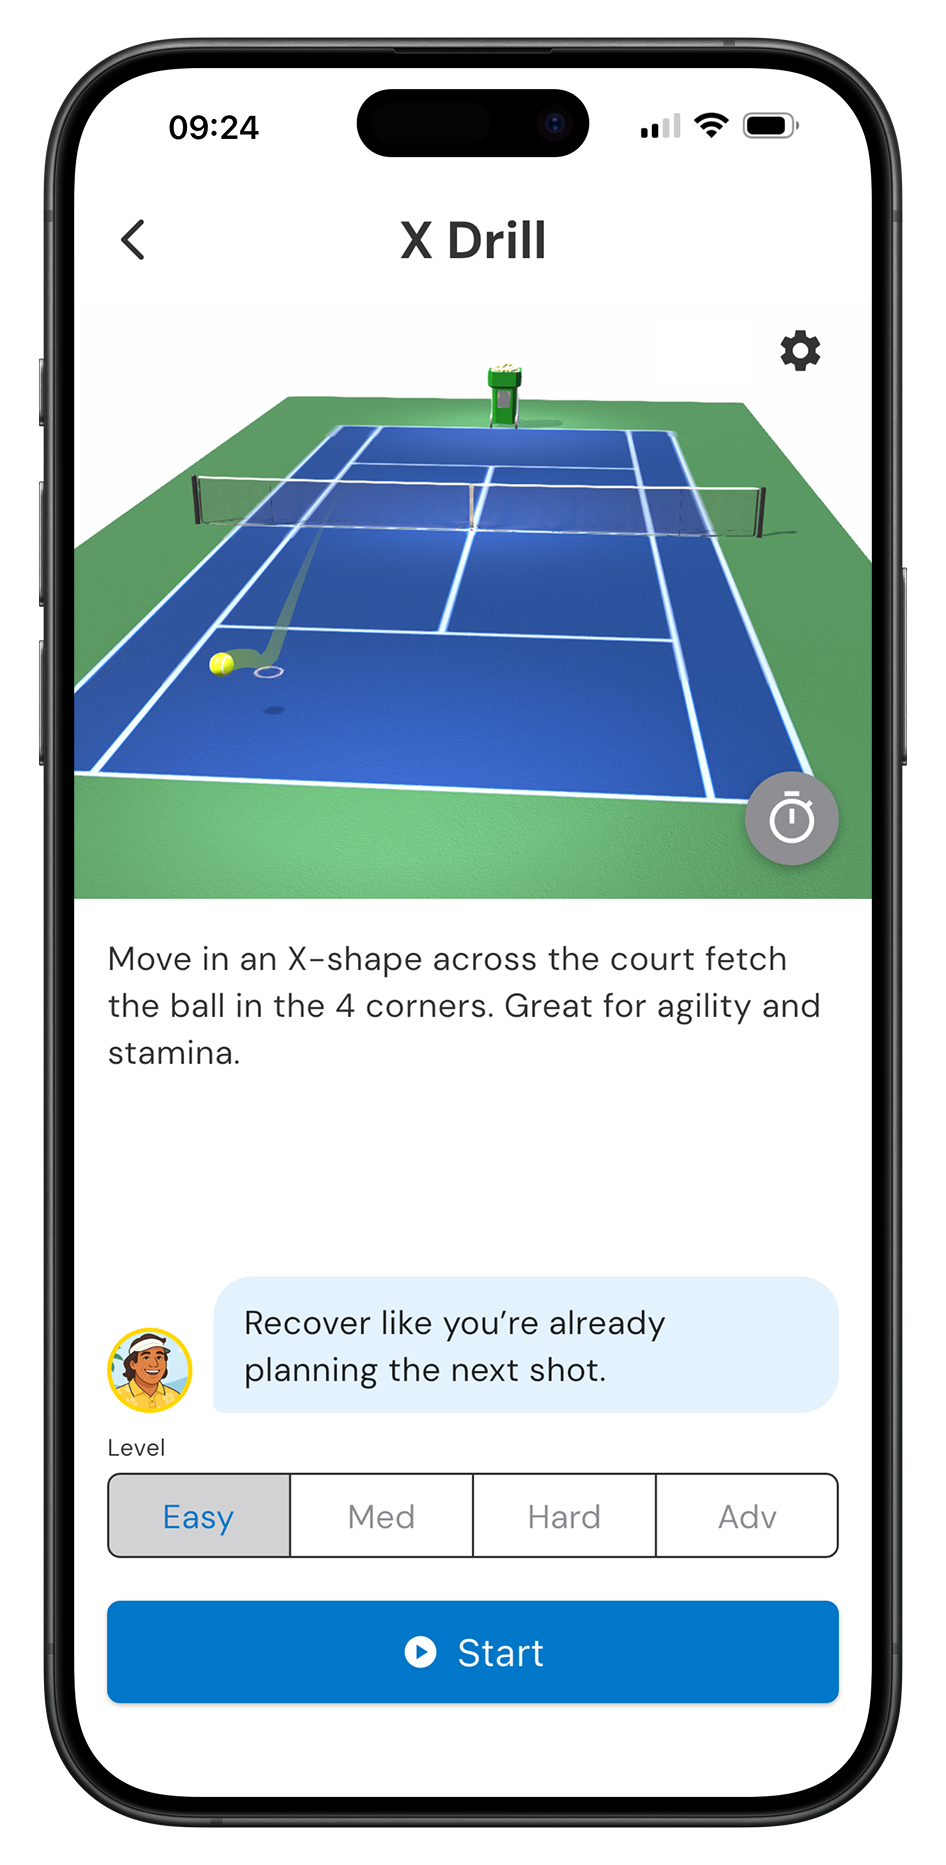 09:24
X Drill
Move in an X-shape across the court fetch
the ball in the 4 corners. Great for agility and
stamina.
Recover like you’re already
planning the next shot.
Level
Easy
Med
Hard
Adv
Start